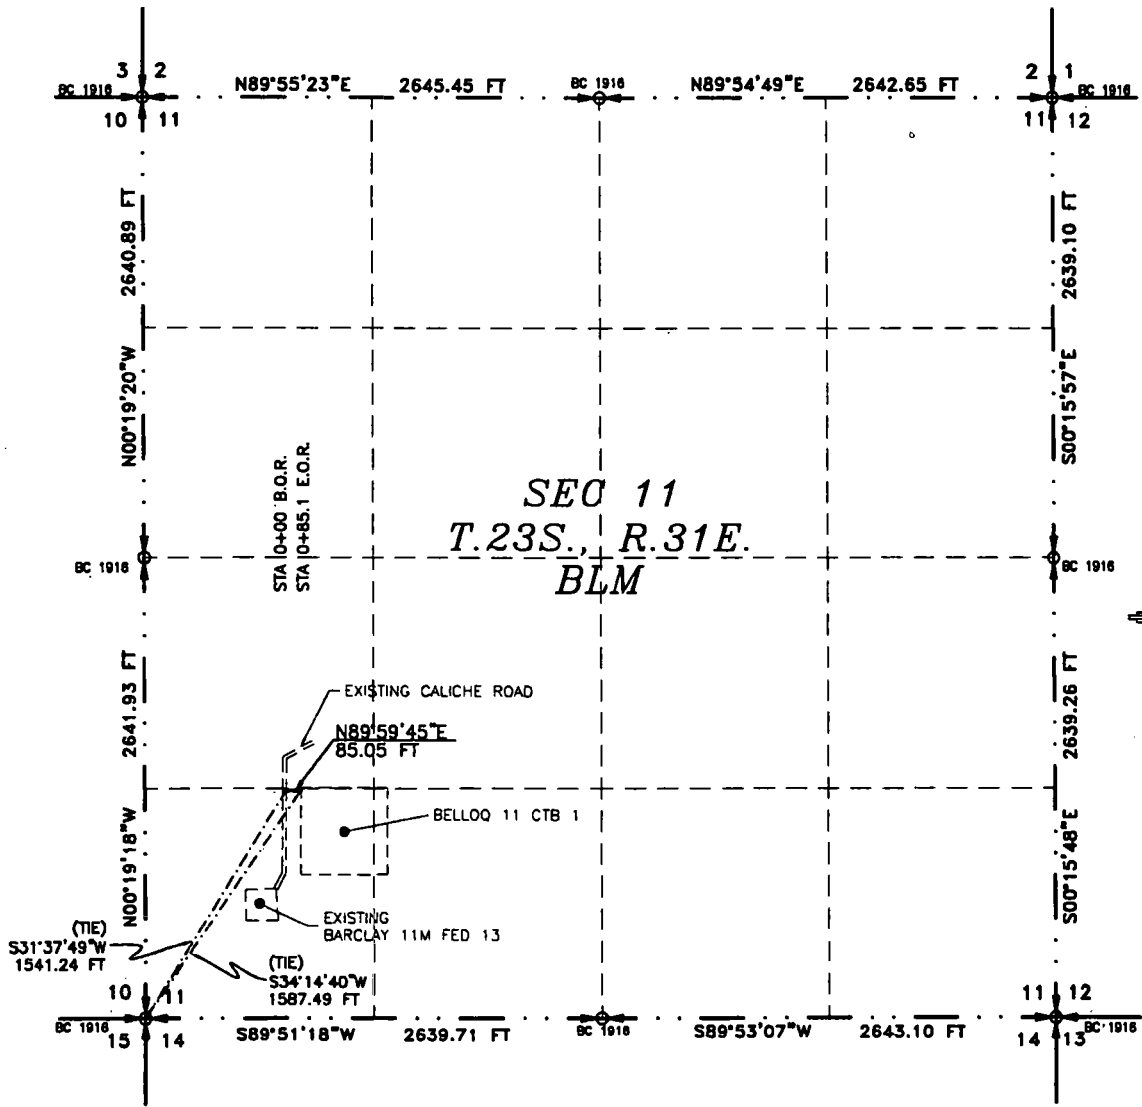 3 2
BC 1916
10 11
N89°55'23"E 2645.45 FT
BC 1916
N89°54'49"E 2642.65 FT
2 1
BC 1916
11 12
2640.89 FT
N00°19'20"W
2639.10 FT
S00°15'57"E
STA 0+00 B.O.R.
STA 0+85.1 E.O.R.
SEC 11
T.23S., R.31E.
BLM
BC 1916
BC 1916
2641.93 FT
N00°19'18"W
2639.26 FT
S00°15'48"E
EXISTING CALICHE ROAD
N89°59'45"E
85.05 FT
BELLOQ 11 CTB 1
EXISTING
BARCLAY 11M FED 13
(TIE)
S31°37'49"W
1541.24 FT
(TIE)
S34°14'40"W
1587.49 FT
10 11
BC 1916
15 14
S89°51'18"W 2639.71 FT
BC 1916
S89°53'07"W 2643.10 FT
11 12
BC 1916
14 13